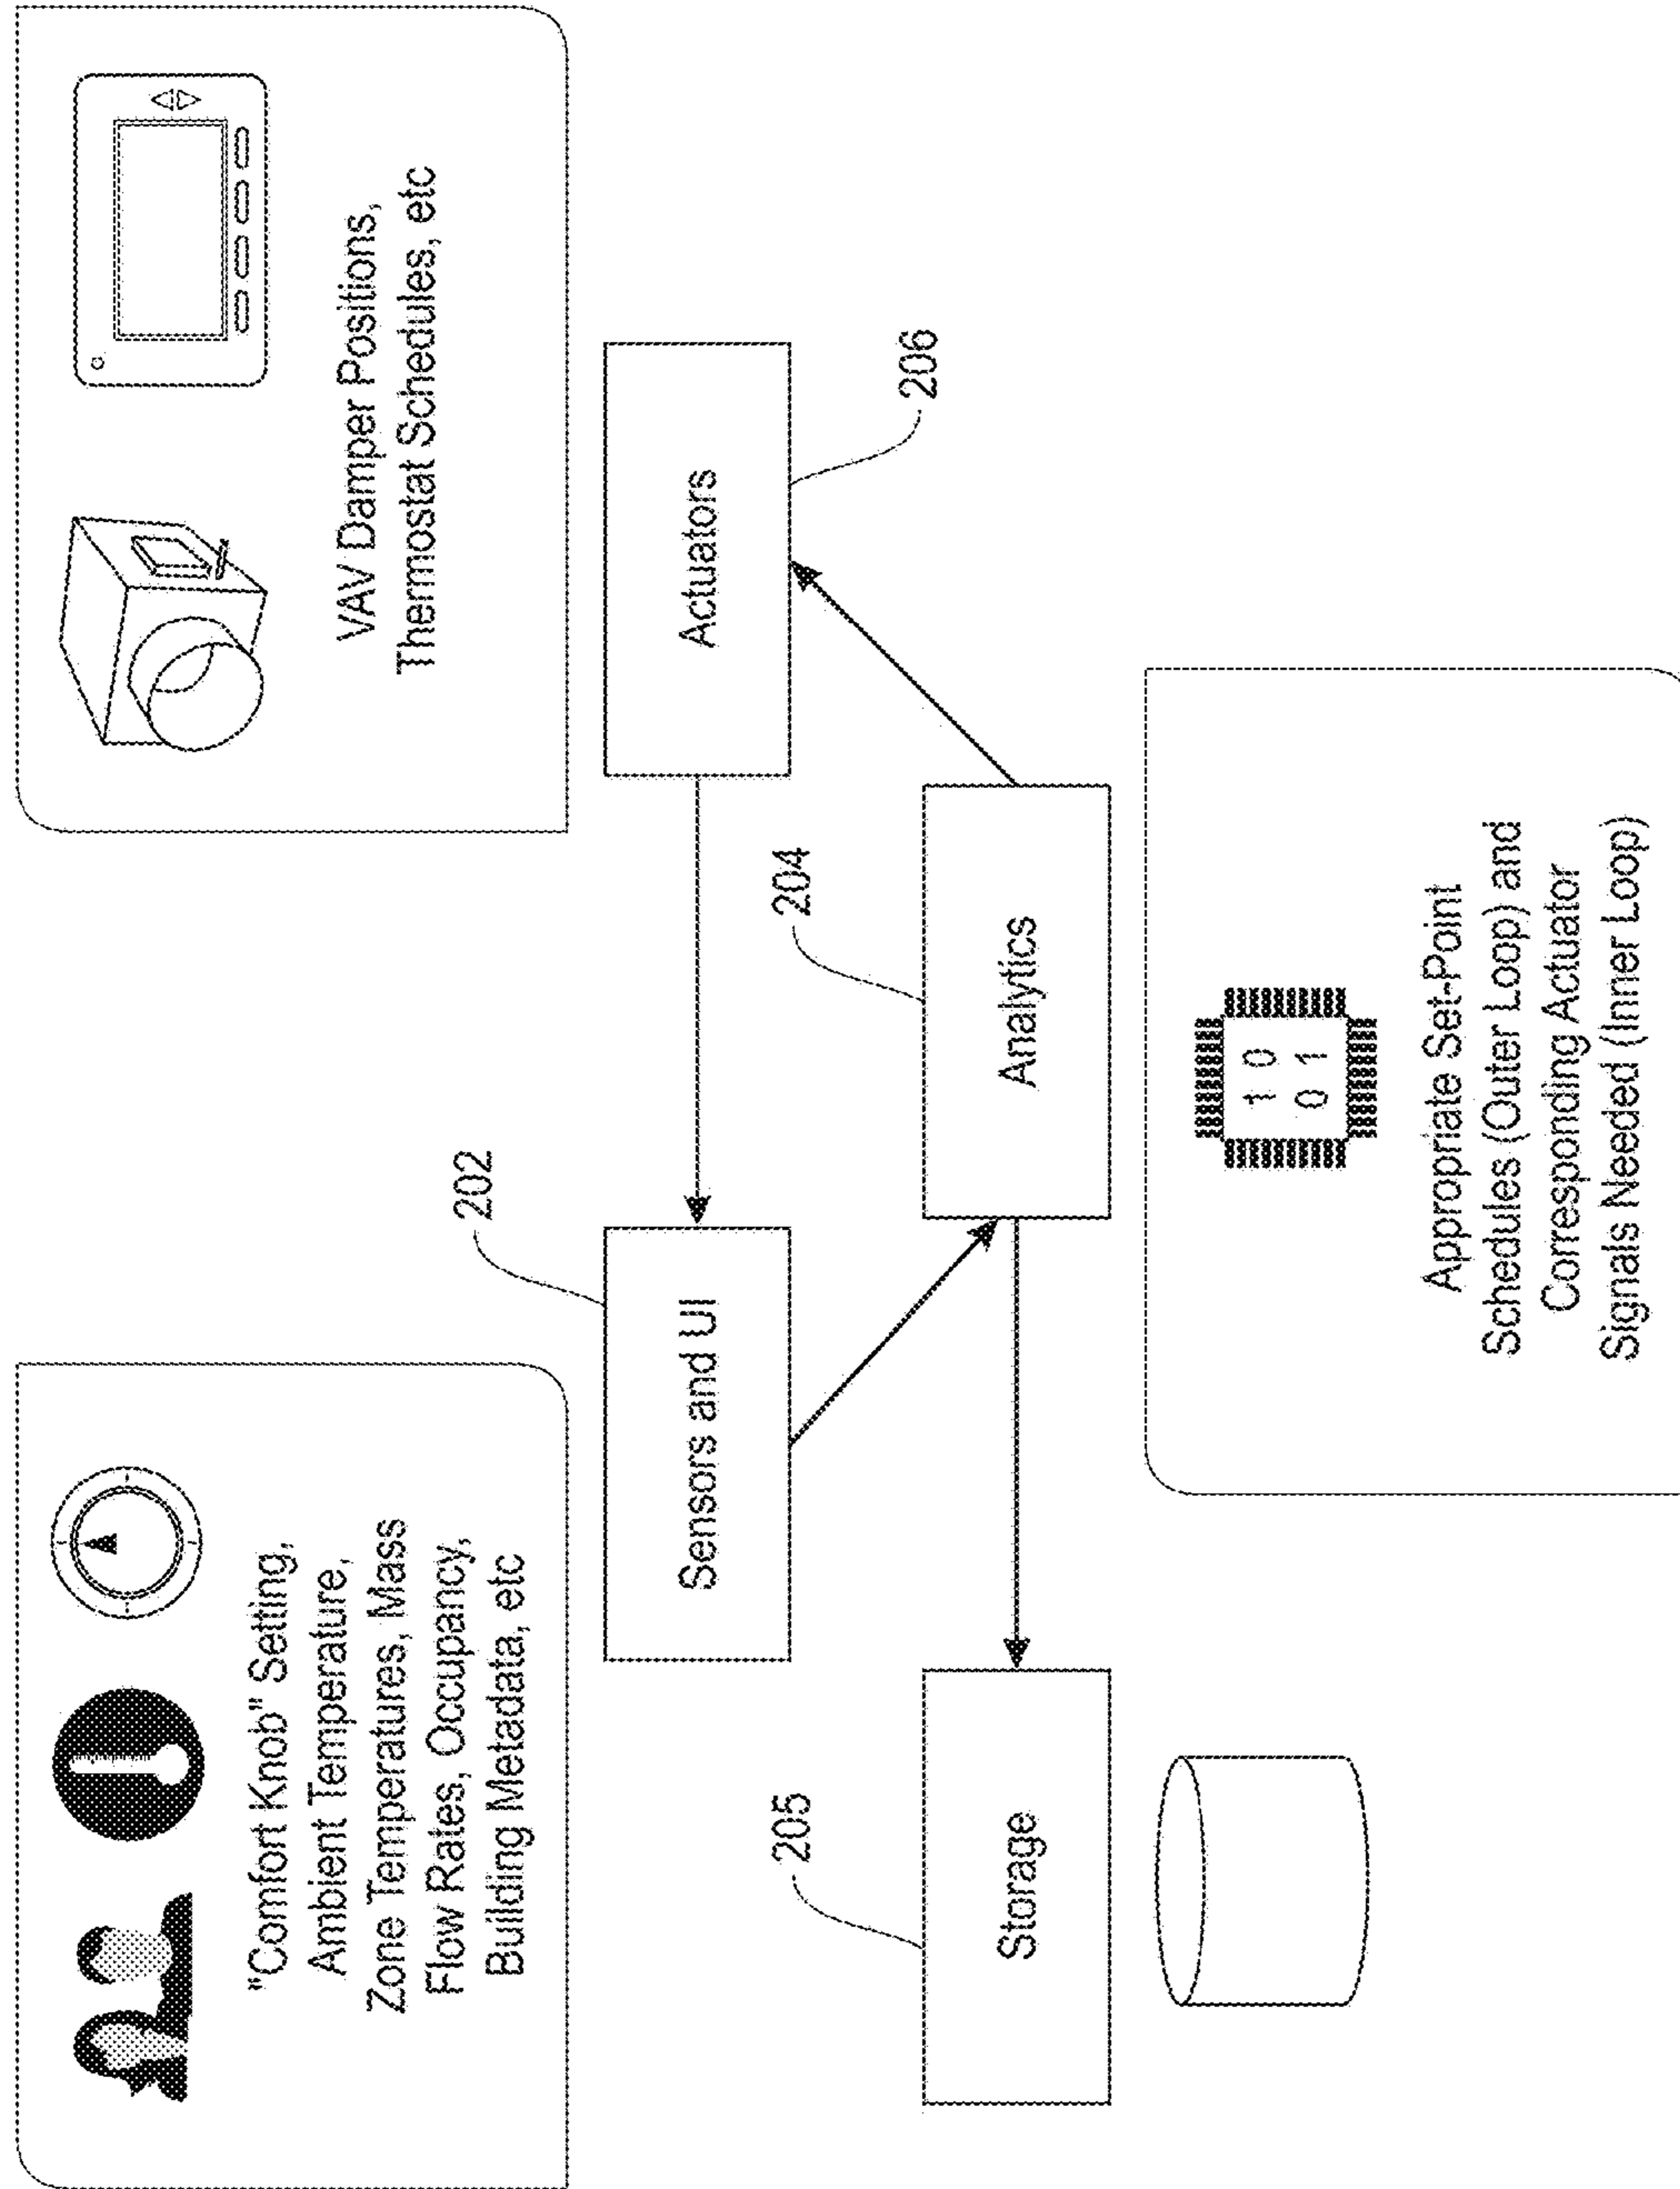 "Comfort Knob" Setting,
Ambient Temperature,
Zone Temperatures, Mass
Flow Rates, Occupancy,
Building Metadata, etc
VAV Damper Positions,
Thermostat Schedules, etc
202
Sensors and UI
Actuators
206
205
204
Storage
Analytics
1 0
0 1
Appropriate Set-Point
Schedules (Outer Loop) and
Corresponding Actuator
Signals Needed (Inner Loop)